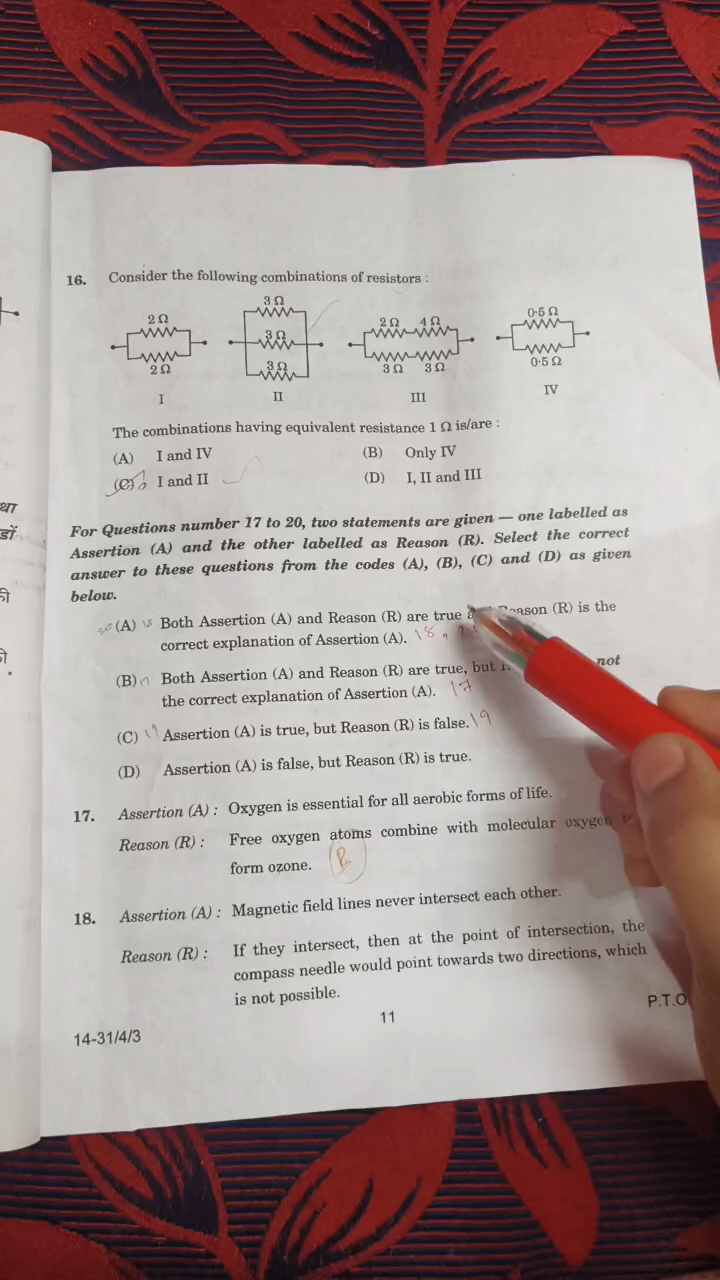 16. Consider the following combinations of resistors :
2 Ω
2 Ω
I
3 Ω
3 Ω
3 Ω
II
2 Ω 4 Ω
3 Ω 3 Ω
III
0·5 Ω
0·5 Ω
IV
The combinations having equivalent resistance 1 Ω is/are :
(A) I and IV (B) Only IV
(C) I and II (D) I, II and III
For Questions number 17 to 20, two statements are given — one labelled as
Assertion (A) and the other labelled as Reason (R). Select the correct
answer to these questions from the codes (A), (B), (C) and (D) as given
below.
(A) Both Assertion (A) and Reason (R) are true Reason (R) is the
correct explanation of Assertion (A). 18,
(B) Both Assertion (A) and Reason (R) are true, but not
the correct explanation of Assertion (A). 17
(C) Assertion (A) is true, but Reason (R) is false. 19
(D) Assertion (A) is false, but Reason (R) is true.
17. Assertion (A) : Oxygen is essential for all aerobic forms of life.
Reason (R) : Free oxygen atoms combine with molecular oxygen
form ozone. B
18. Assertion (A) : Magnetic field lines never intersect each other.
Reason (R) : If they intersect, then at the point of intersection, the
compass needle would point towards two directions, which
is not possible.
14-31/4/3 11 P.T.O
था
डों
की